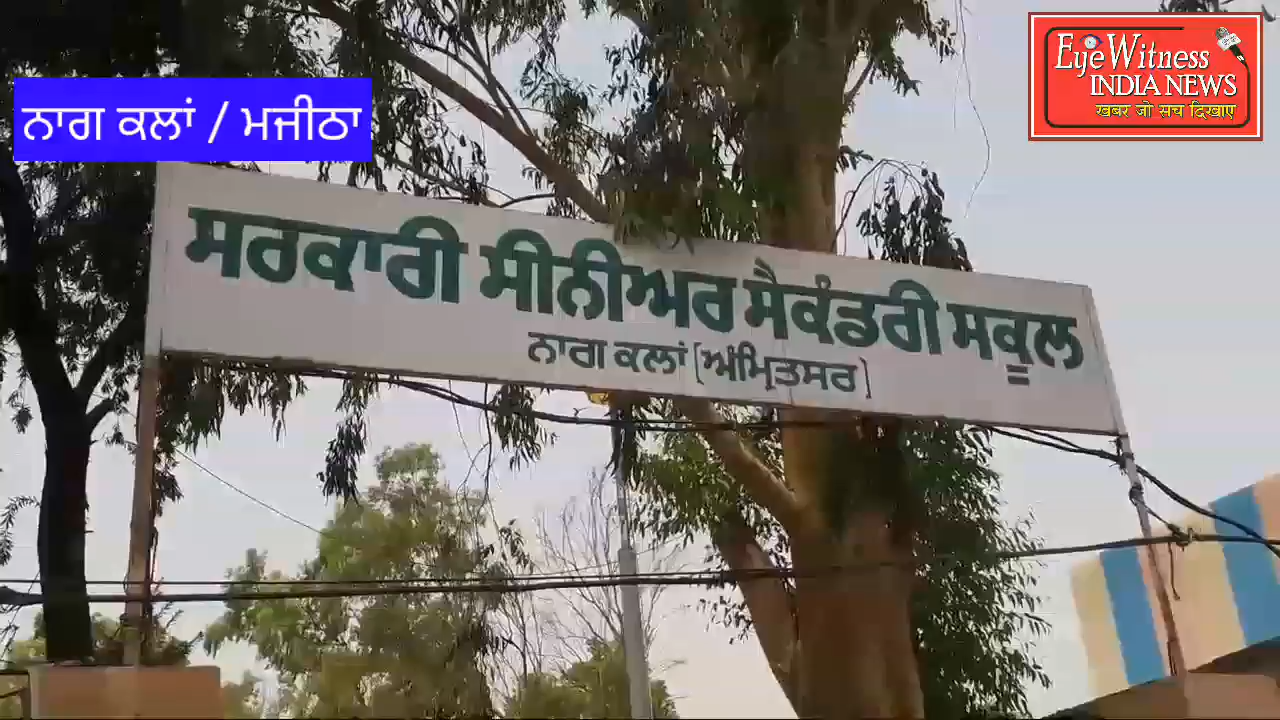 ਨਾਗ ਕਲਾਂ / ਮਜੀਠਾ
EyeWitness
INDIA NEWS
खबर जो सच दिखाए
ਸਰਕਾਰੀ ਸੀਨੀਅਰ ਸੈਕੰਡਰੀ ਸਕੂਲ
ਨਾਗ ਕਲਾਂ [ਅੰਮ੍ਰਿਤਸਰ]